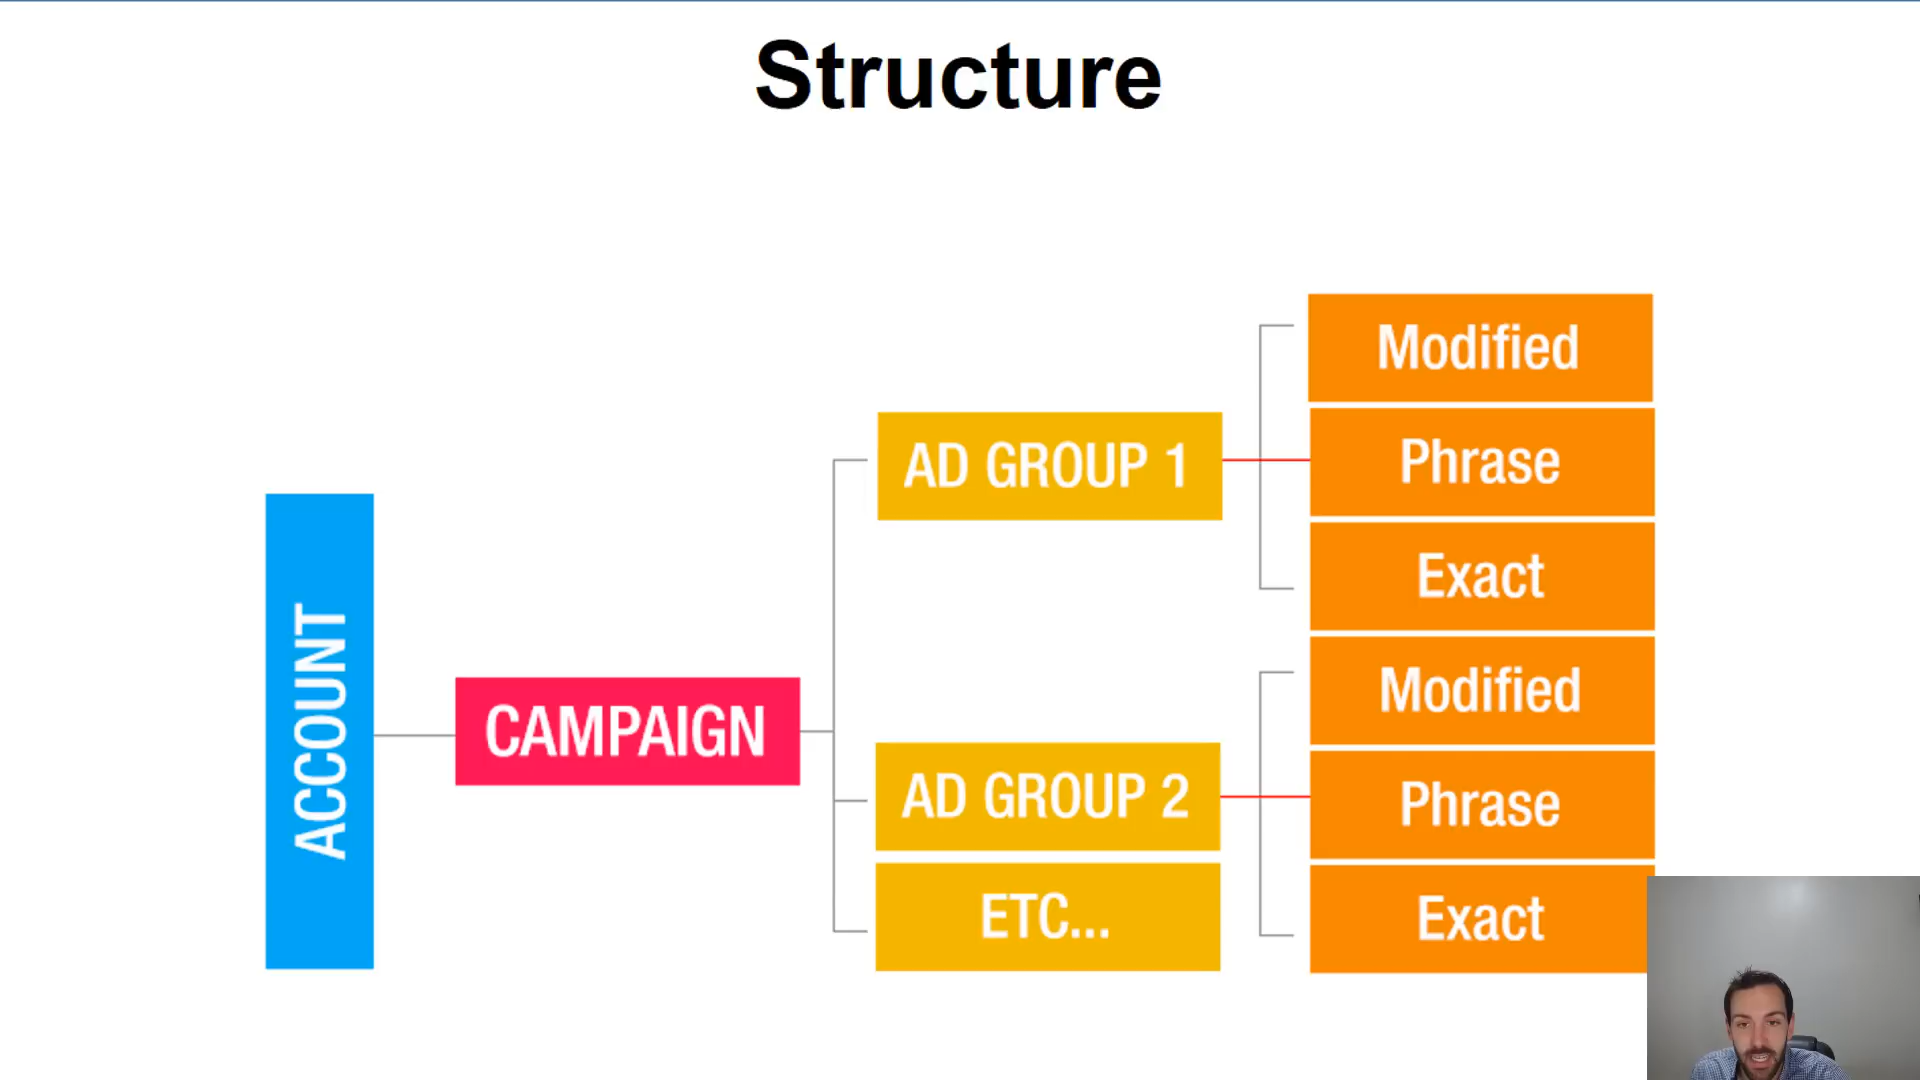 Structure
ACCOUNT
CAMPAIGN
AD GROUP 1
Modified
Phrase
Exact
AD GROUP 2
Modified
Phrase
Exact
ETC...